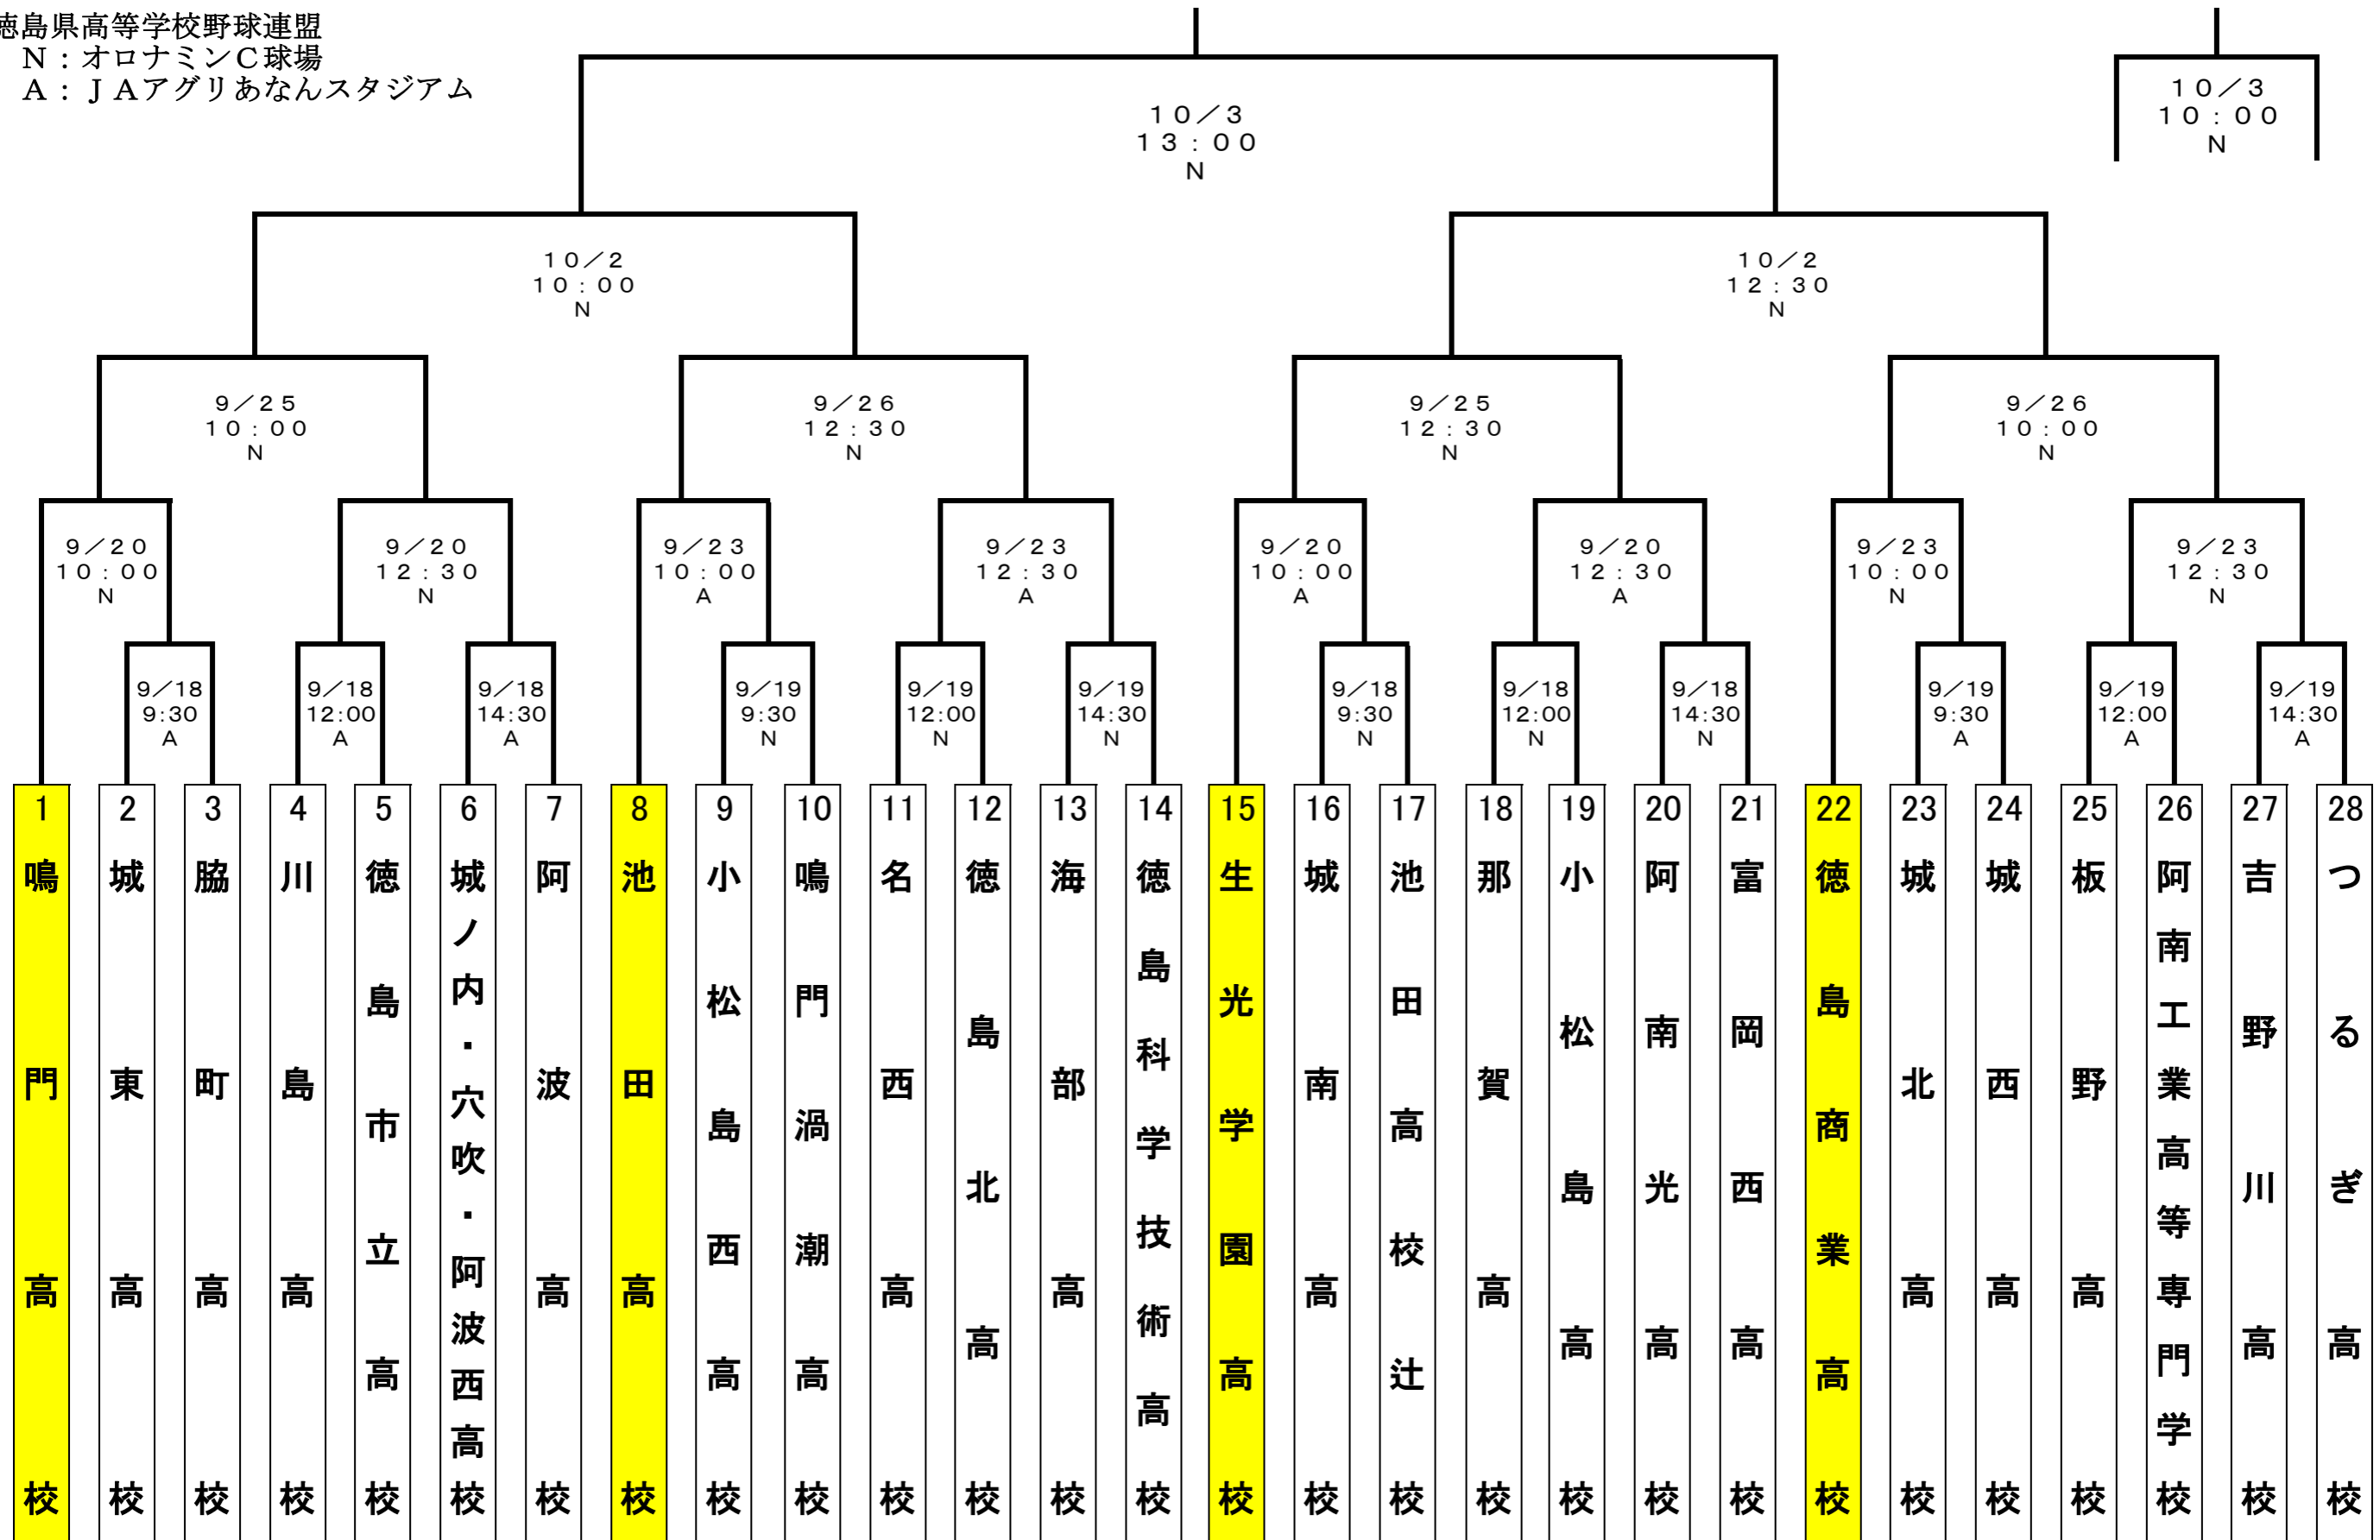 徳島県高等学校野球連盟
N：オロナミンC球場
A：JAアグリあなんスタジアム
10／3
13：00
N
10／3
10：00
N
10／2
10：00
N
10／2
12：30
N
9／25
10：00
N
9／26
12：30
N
9／25
12：30
N
9／26
10：00
N
9／20
10：00
N
9／20
12：30
N
9／23
10：00
A
9／23
12：30
A
9／20
10：00
A
9／20
12：30
A
9／23
10：00
N
9／23
12：30
N
9／18
9:30
A
9／18
12:00
A
9／18
14:30
A
9／19
9:30
N
9／19
12:00
N
9／19
14:30
N
9／18
9:30
N
9／18
12:00
N
9／18
14:30
N
9／19
9:30
A
9／19
12:00
A
9／19
14:30
A
1
鳴門高校
2
城東高校
3
脇町高校
4
川島高校
5
徳島市立高校
6
城ノ内・穴吹・阿波西高校
7
阿波高校
8
池田高校
9
小松島西高校
10
鳴門渦潮高校
11
名西高校
12
徳島北高校
13
海部高校
14
徳島科学技術高校
15
生光学園高校
16
城南高校
17
池田高校辻校
18
那賀高校
19
小松島高校
20
阿南光高校
21
富岡西高校
22
徳島商業高校
23
城北高校
24
城西高校
25
板野高校
26
阿南工業高等専門学校
27
吉野川高校
28
つるぎ高校